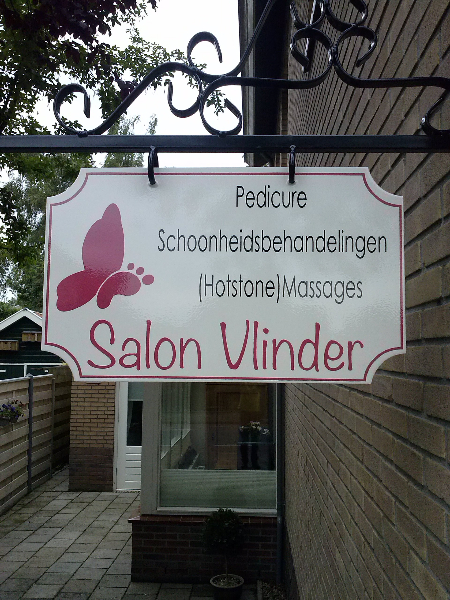 Pedicure
Schoonheidsbehandelingen
(Hotstone)Massages
Salon Vlinder